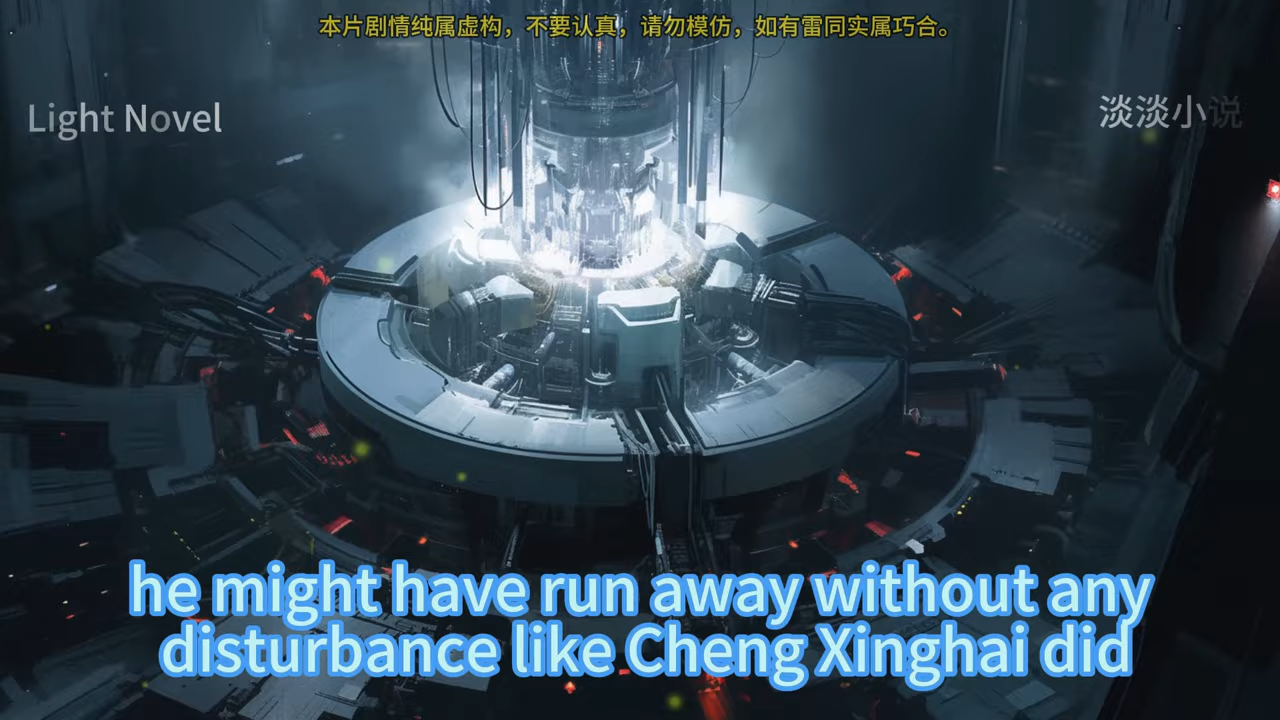 本片剧情纯属虚构，不要认真，请勿模仿，如有雷同实属巧合。
Light Novel
淡淡小说
he might have run away without any
disturbance like Cheng Xinghai did